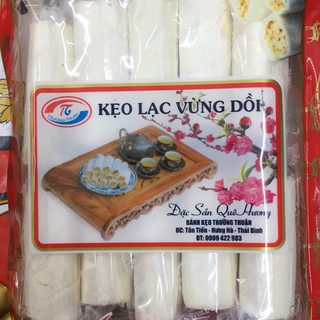 KẸO LẠC VỪNG DỒI
Đặc Sản Quê Hương
BÁNH KẸO TRƯỜNG THUẬN
ĐC: Tân Tiến - Hưng Hà - Thái Bình
ĐT: 0989 422 983